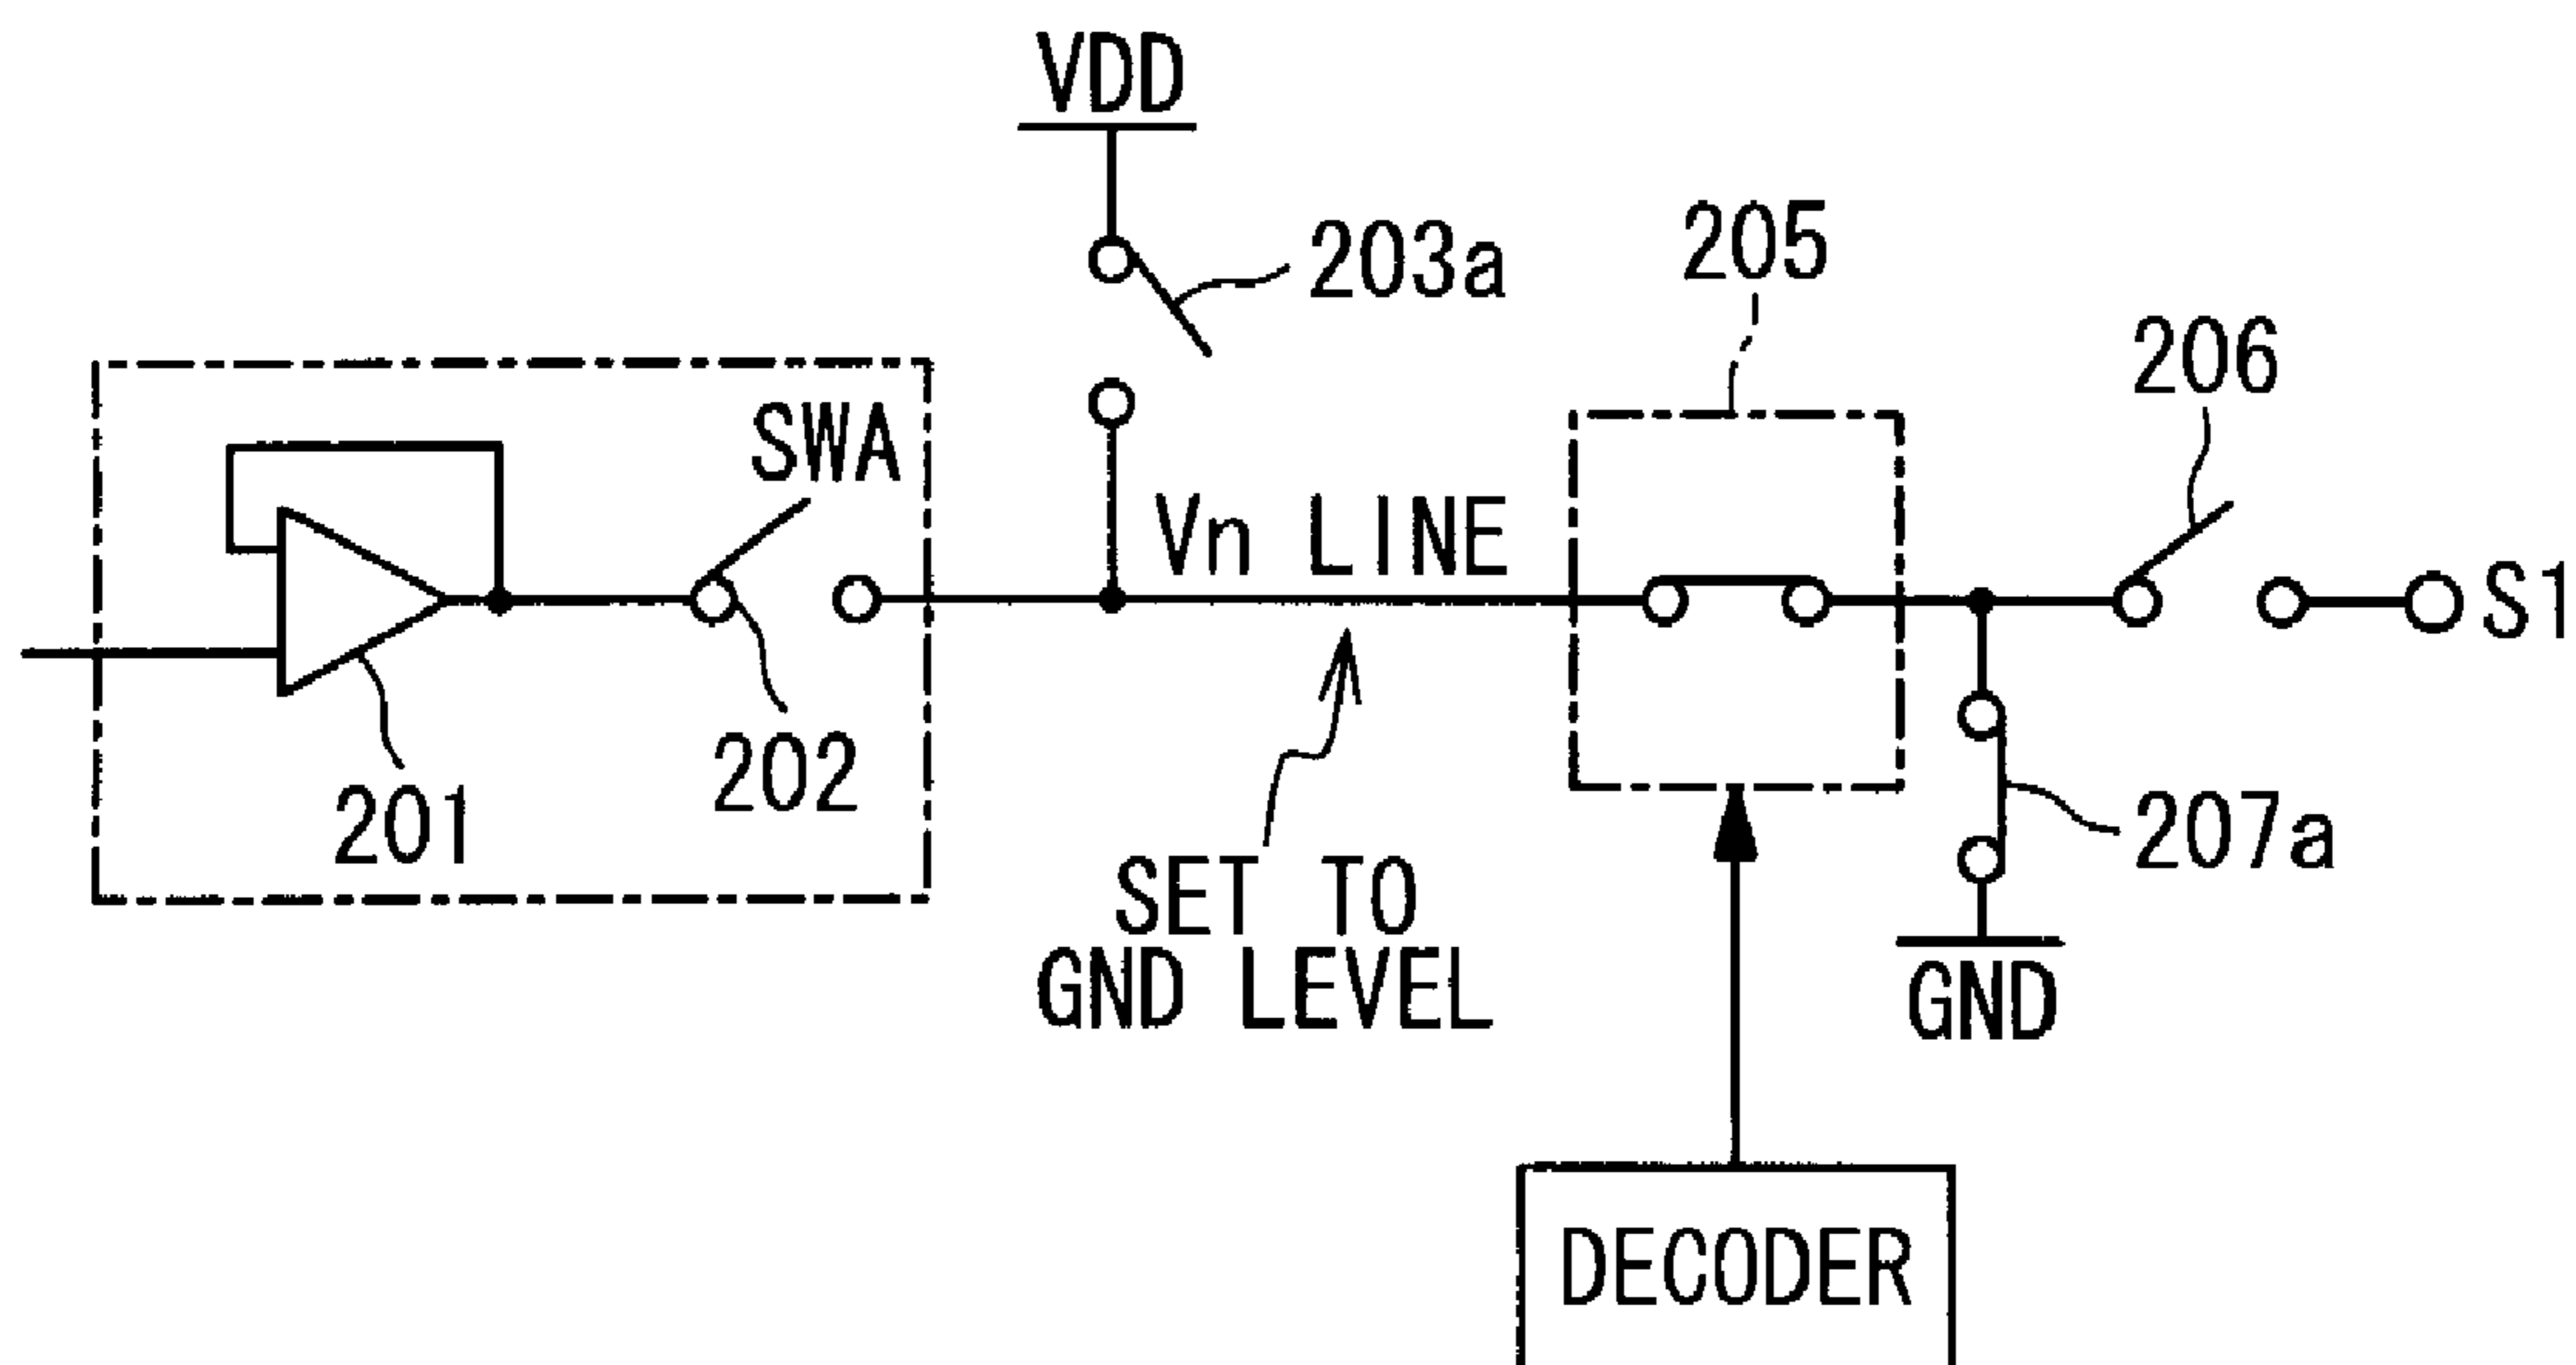 VDD
203a
205
206
SWA
Vn LINE
S1
201
202
SET TO
GND LEVEL
207a
GND
DECODER